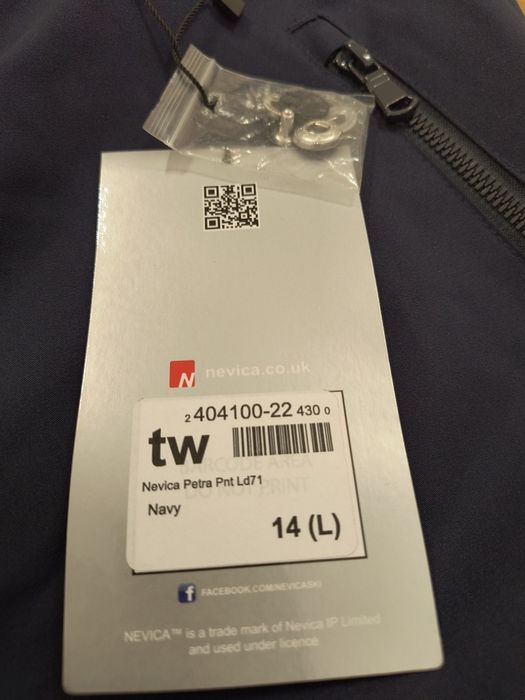 N nevica.co.uk
2 404100-22 430 0
tw
BARCODE AREA
DO NOT PRINT
Nevica Petra Pnt Ld71
Navy
14 (L)
f FACEBOOK.COM/NEVICASKI
NEVICA™ is a trade mark of Nevica IP Limited
and used under licence